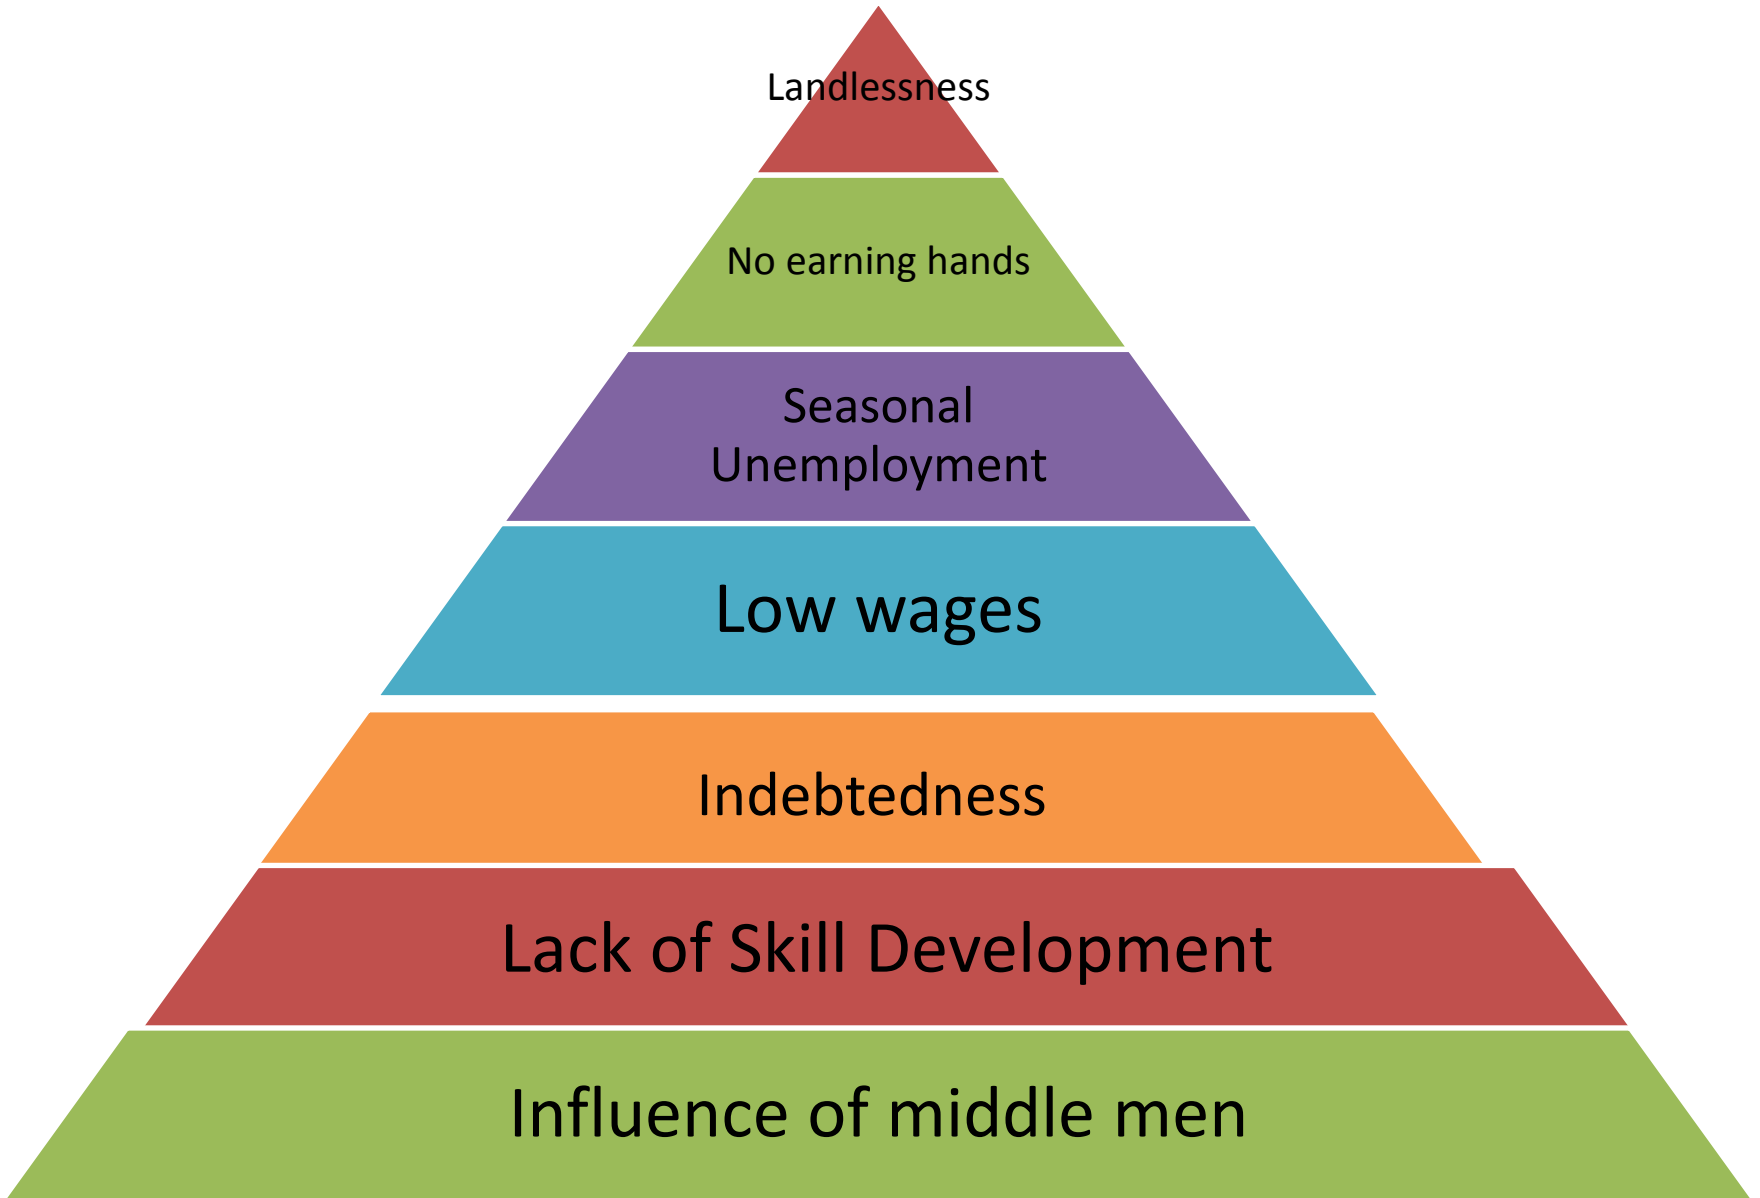 Landlessness
No earning hands
Seasonal
Unemployment
Low wages
Indebtedness
Lack of Skill Development
Influence of middle men